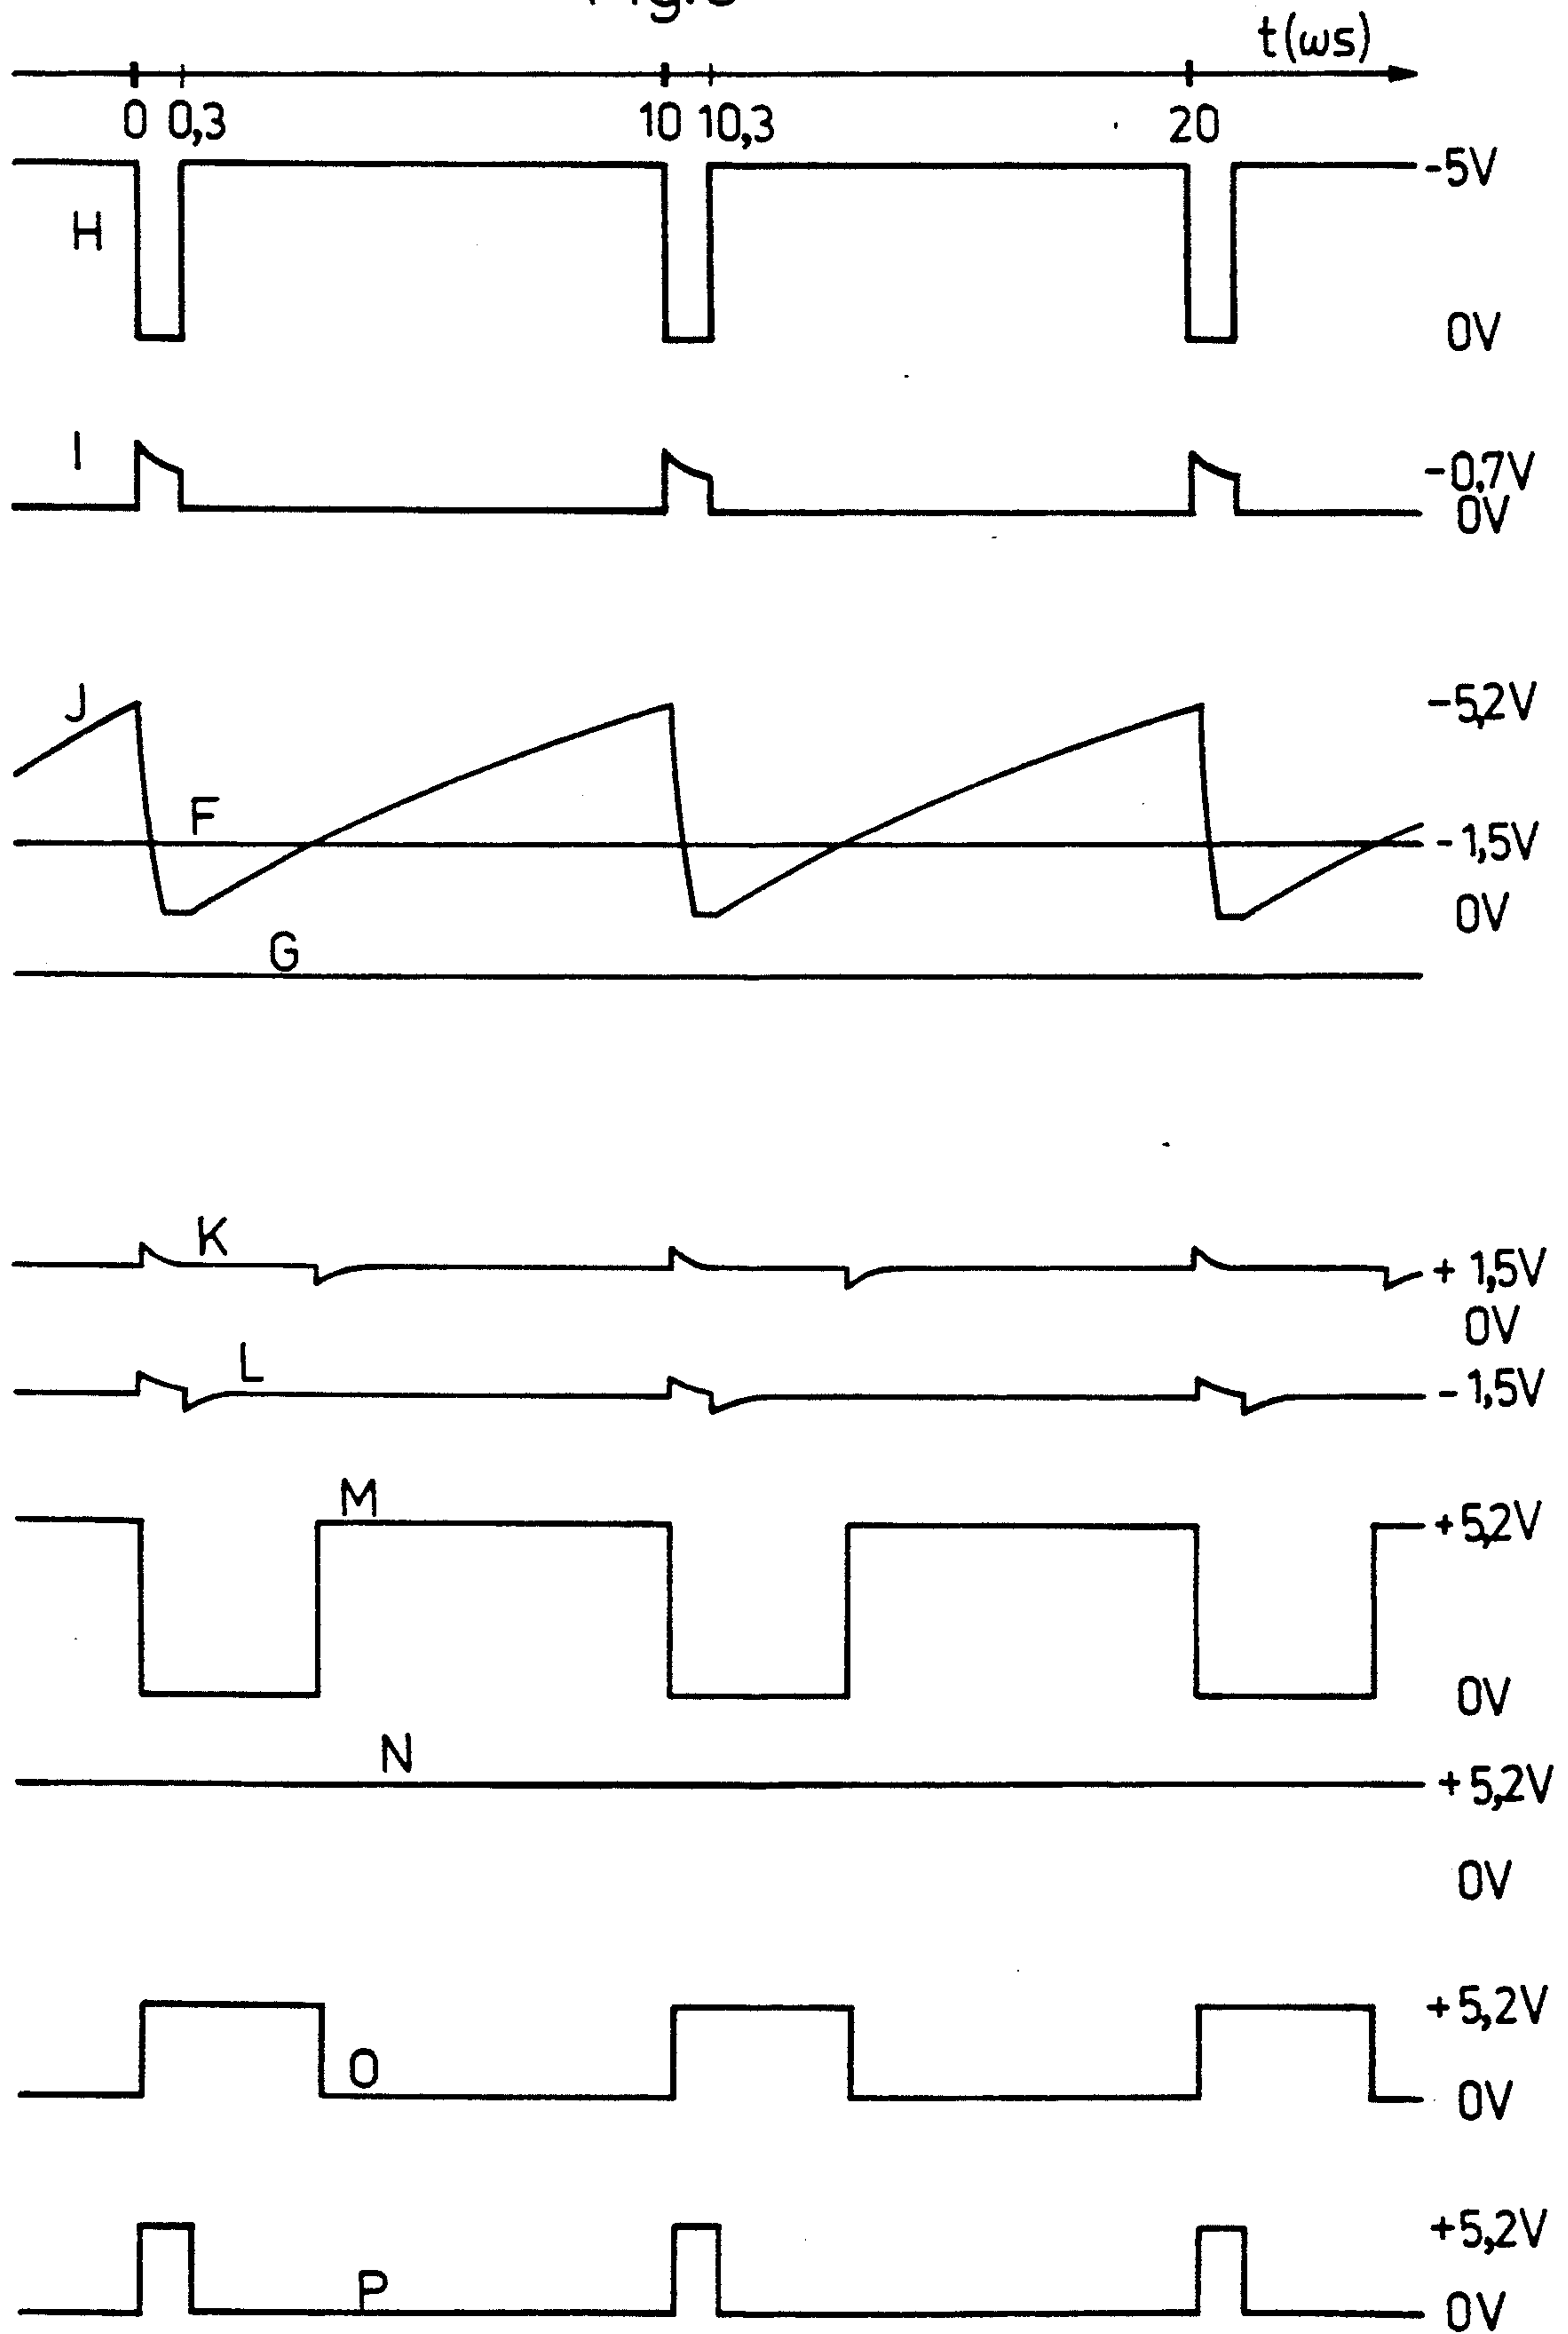 t(ωs)
0 0,3 10 10,3 20
-5V
H
0V
I
-0,7V
0V
J
-5,2V
F
-1,5V
0V
G
K
+1,5V
0V
L
-1,5V
M
+5,2V
0V
N
+5,2V
0V
+5,2V
O
0V
+5,2V
P
0V